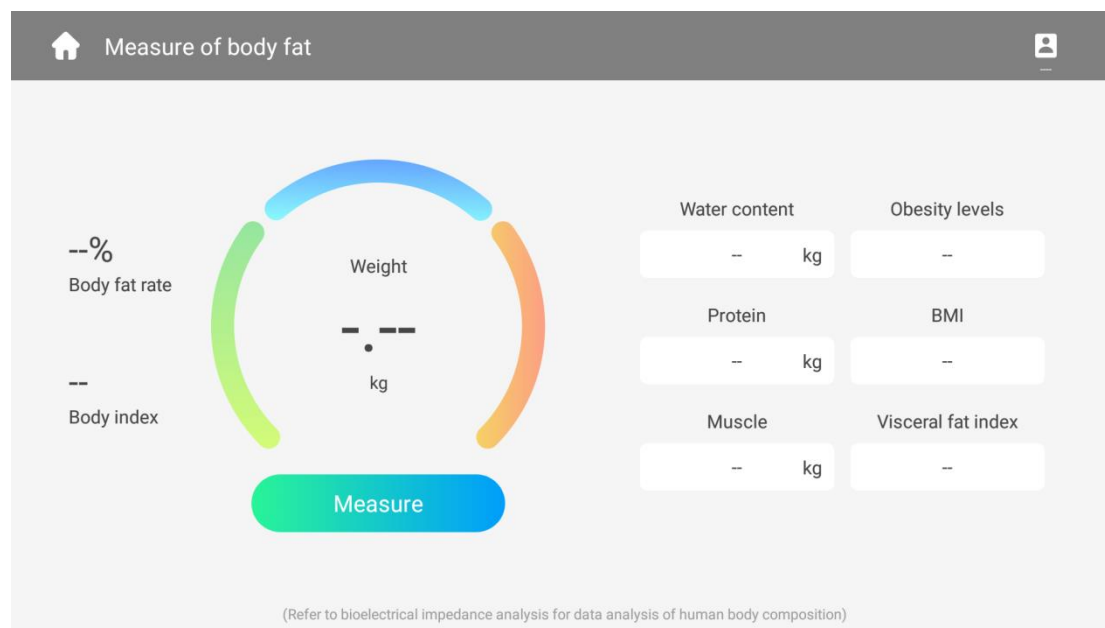 Measure of body fat
--%
Body fat rate
--
Body index
Weight
-.--
kg
Measure
Water content
-- kg
Obesity levels
--
Protein
-- kg
BMI
--
Muscle
-- kg
Visceral fat index
--
(Refer to bioelectrical impedance analysis for data analysis of human body composition)